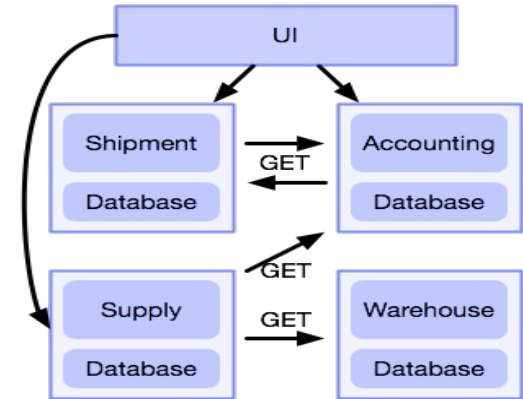 UI
Shipment
GET
Accounting
Database
Database
GET
Supply
GET
Warehouse
Database
Database